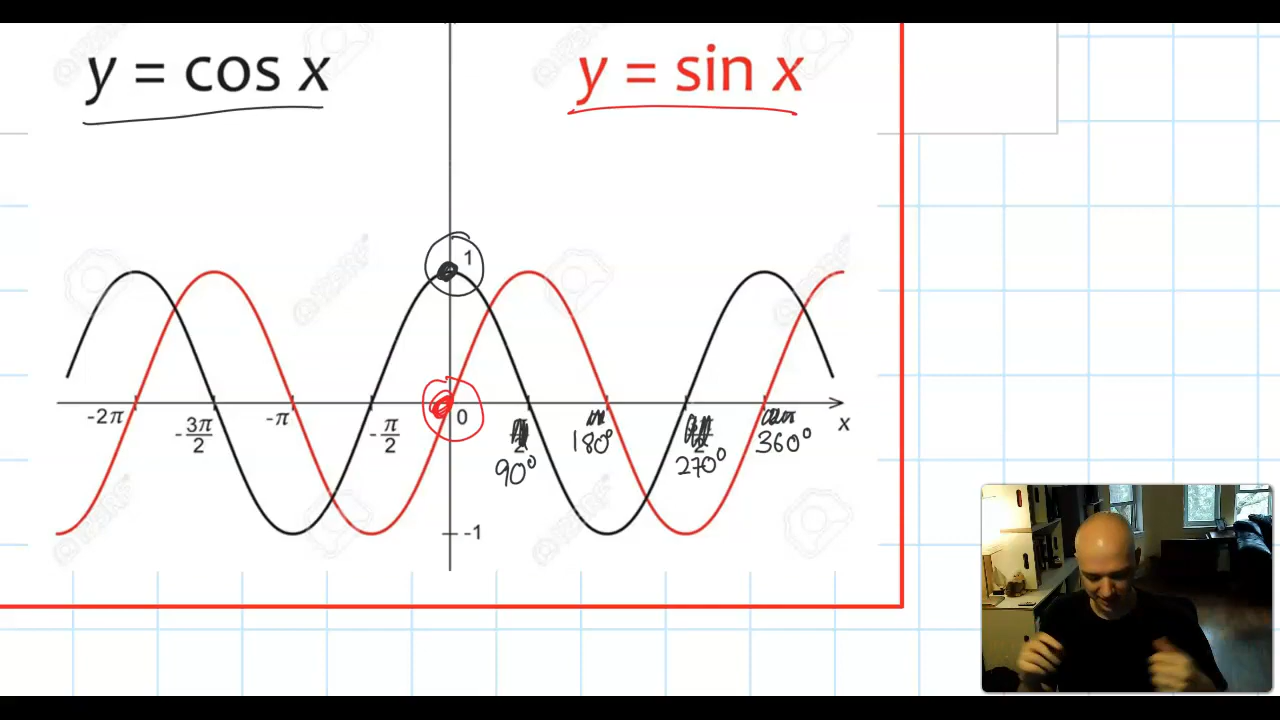 y = cos x
y = sin x
1
-2π
-3π/2
-π
-π/2
0
90°
180°
270°
360°
x
-1